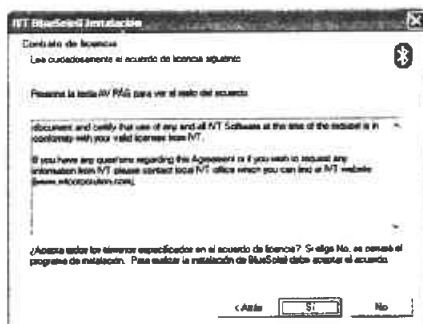 IVT BlueSoleil Instalación
Contrato de licencia
Lea cuidadosamente el acuerdo de licencia siguiente
Presione la tecla AV PÁG para ver el resto del acuerdo.
document and certify that use of any and all IVT Software at the time of the request is in
conformity with your valid licenses from IVT.
If you have any questions regarding this Agreement or if you wish to request any
information from IVT please contact local IVT office which you can find at IVT website
(www.ivtcorporation.com).
¿Acepta todos los términos especificados en el acuerdo de licencia? Si elige No, se cerrará el
programa de instalación. Para realizar la instalación de BlueSoleil debe aceptar el acuerdo.
< Atrás
Sí
No